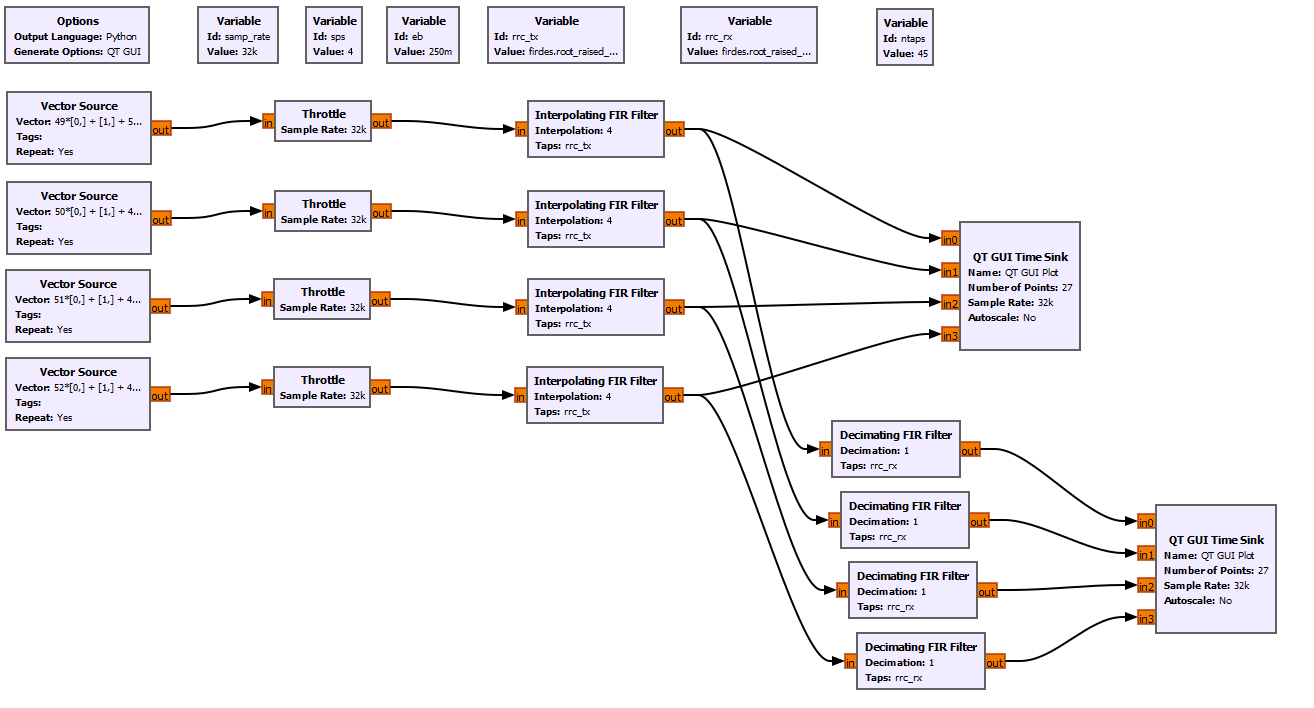 Options
Output Language: Python
Generate Options: QT GUI
Variable
Id: samp_rate
Value: 32k
Variable
Id: sps
Value: 4
Variable
Id: eb
Value: 250m
Variable
Id: rrc_tx
Value: firdes.root_raised_...
Variable
Id: rrc_rx
Value: firdes.root_raised_...
Variable
Id: ntaps
Value: 45
Vector Source
Vector: 49*[0,] + [1,] + 5...
Tags:
Repeat: Yes
out
in
Throttle
Sample Rate: 32k
out
in
Interpolating FIR Filter
Interpolation: 4
Taps: rrc_tx
out
Vector Source
Vector: 50*[0,] + [1,] + 4...
Tags:
Repeat: Yes
out
in
Throttle
Sample Rate: 32k
out
in
Interpolating FIR Filter
Interpolation: 4
Taps: rrc_tx
out
Vector Source
Vector: 51*[0,] + [1,] + 4...
Tags:
Repeat: Yes
out
in
Throttle
Sample Rate: 32k
out
in
Interpolating FIR Filter
Interpolation: 4
Taps: rrc_tx
out
Vector Source
Vector: 52*[0,] + [1,] + 4...
Tags:
Repeat: Yes
out
in
Throttle
Sample Rate: 32k
out
in
Interpolating FIR Filter
Interpolation: 4
Taps: rrc_tx
out
in0
in1
in2
in3
QT GUI Time Sink
Name: QT GUI Plot
Number of Points: 27
Sample Rate: 32k
Autoscale: No
in
Decimating FIR Filter
Decimation: 1
Taps: rrc_rx
out
in
Decimating FIR Filter
Decimation: 1
Taps: rrc_rx
out
in
Decimating FIR Filter
Decimation: 1
Taps: rrc_rx
out
in
Decimating FIR Filter
Decimation: 1
Taps: rrc_rx
out
in0
in1
in2
in3
QT GUI Time Sink
Name: QT GUI Plot
Number of Points: 27
Sample Rate: 32k
Autoscale: No